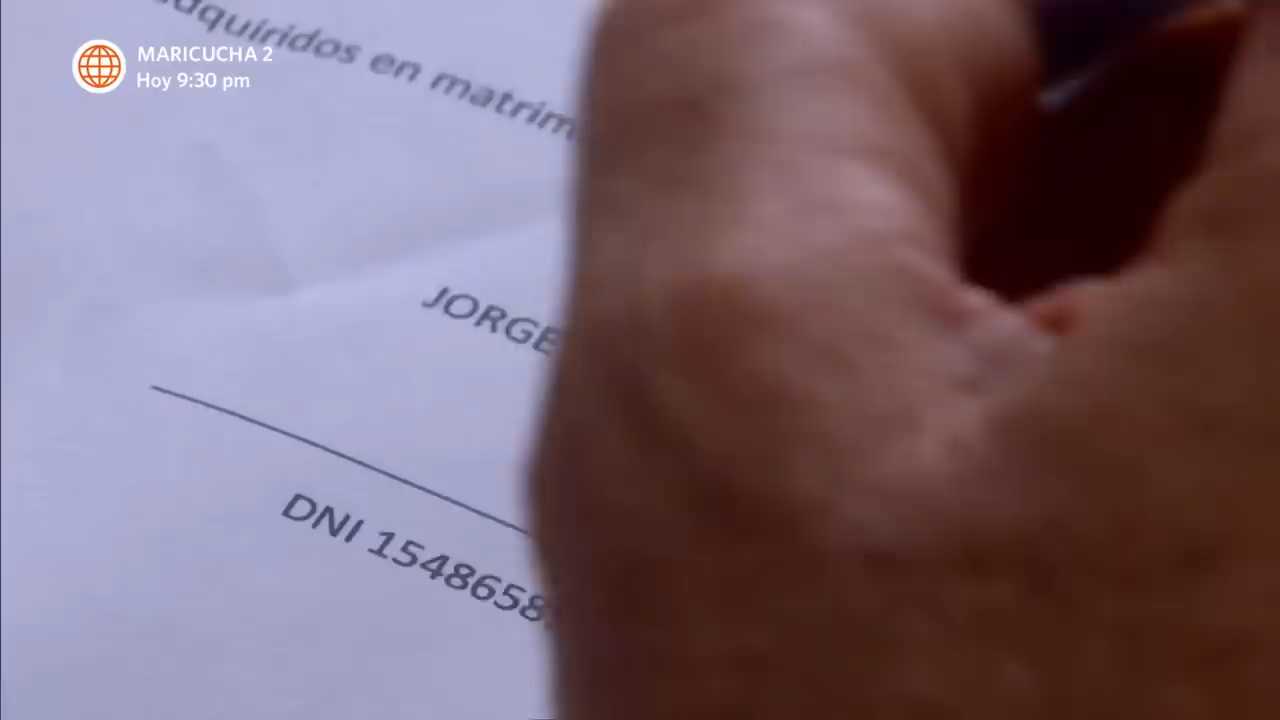 MARICUCHA 2
Hoy 9:30 pm
adquiridos en matrim
JORGE
DNI 1548658